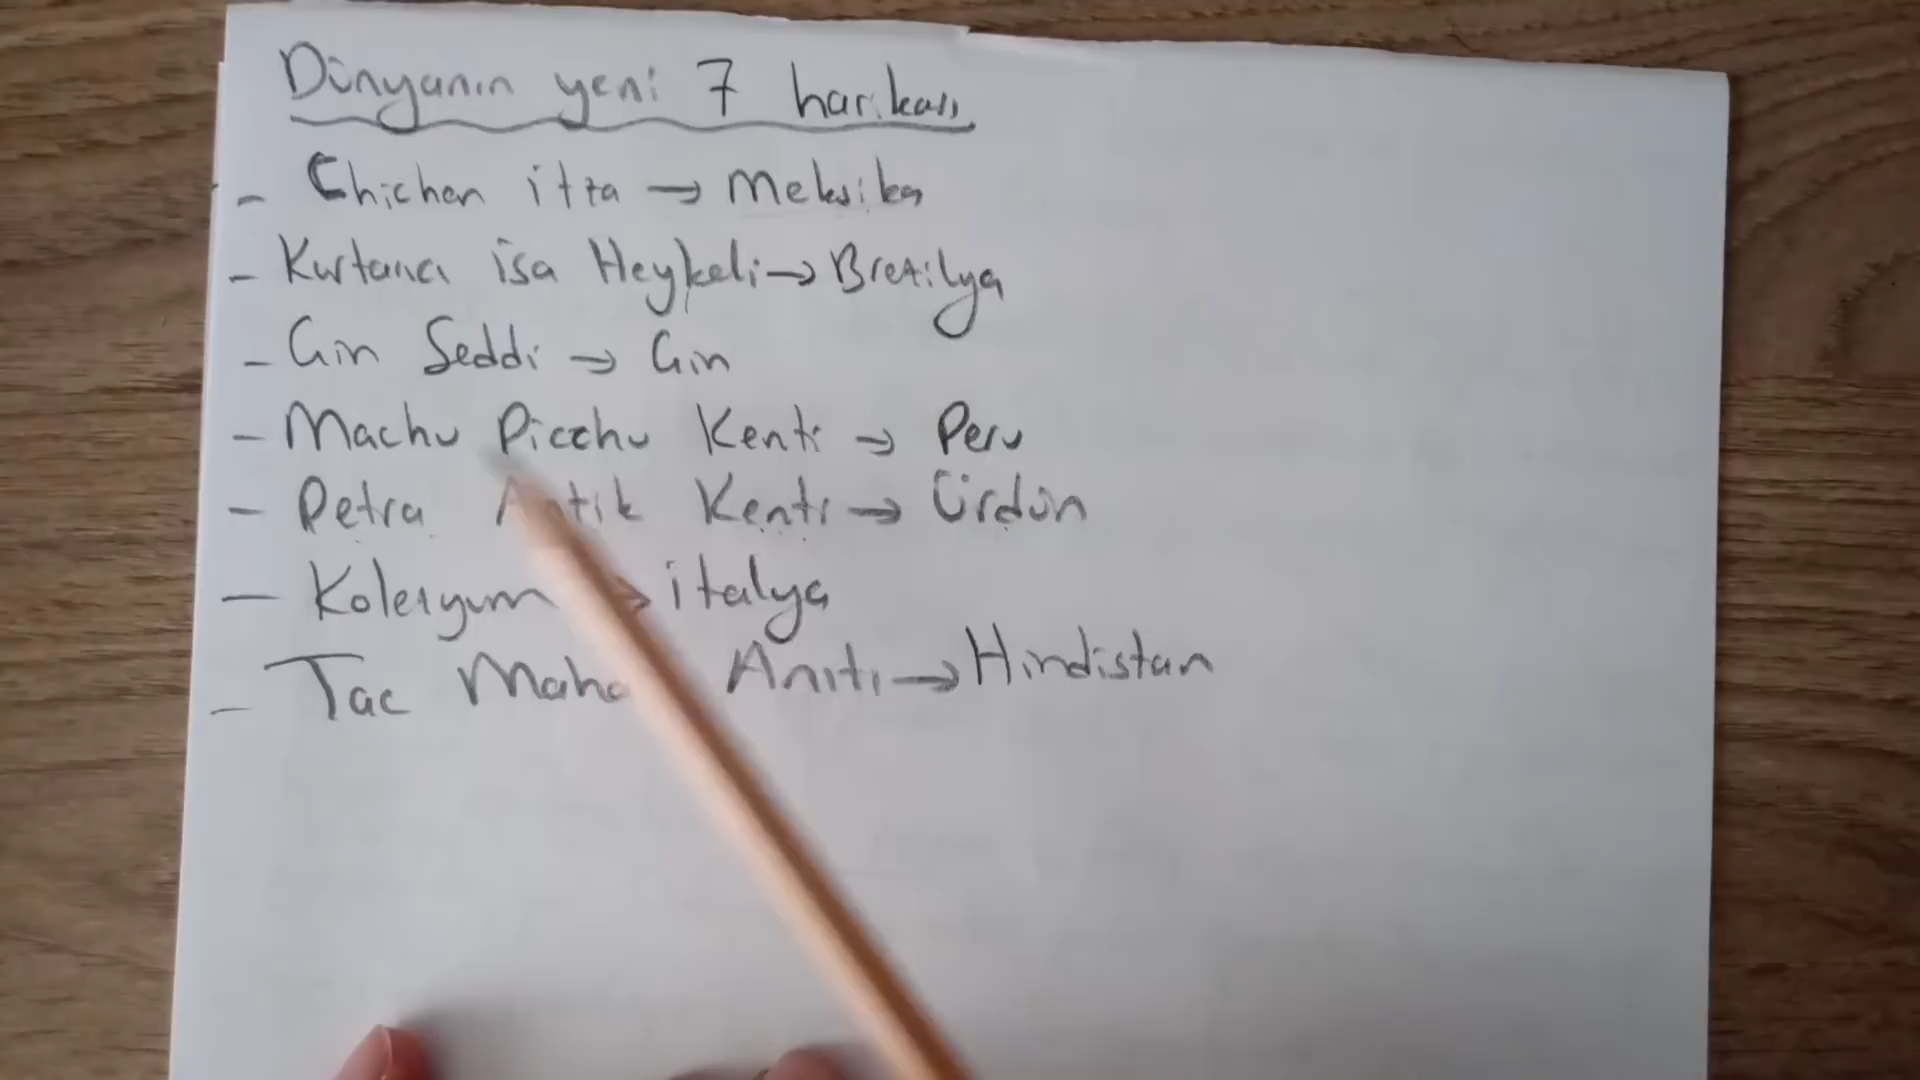 Dünyanın yeni 7 harikası
- Chichen itza → Meksika
- Kurtarıcı isa Heykeli → Brezilya
- Çin Seddi → Çin
- Machu Picchu Kenti → Peru
- Petra Antik Kenti → Ürdün
- Kolezyum → italya
- Tac Mahal Anıtı → Hindistan